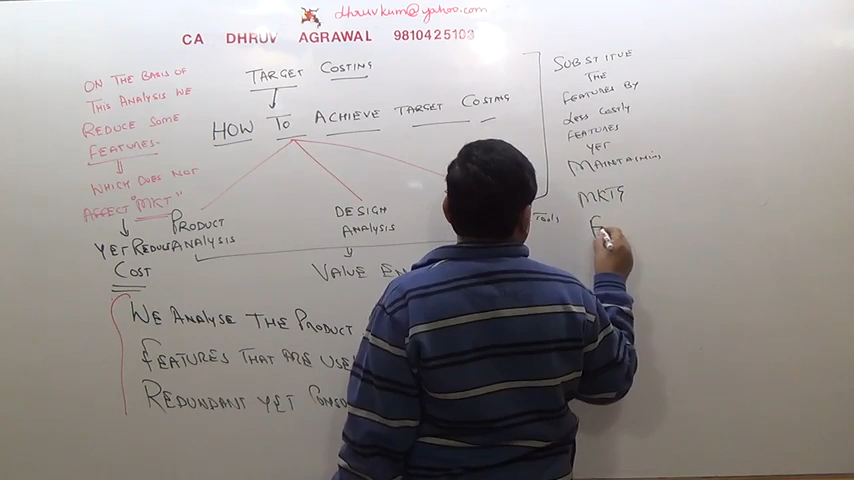 dhruvkum@yahoo.com
CA DHRUV AGRAWAL 9810425103
TARGET COSTING
HOW TO ACHIEVE TARGET COSTING
ON THE BASIS OF
THIS ANALYSIS WE
REDUCE SOME
FEATURES-
WHICH DOES NOT
AFFECT "MKT"
YET REDUCE
COST
PRODUCT
ANALYSIS
DESIGN
ANALYSIS
Tools
VALUE EN
WE ANALYSE THE PRODUCT
FEATURES THAT ARE USE
REDUNDANT YET
SUBSTITUE
THE
FEATURES BY
LESS COSTLY
FEATURES
YET
MAINTAINING
MKTG
F